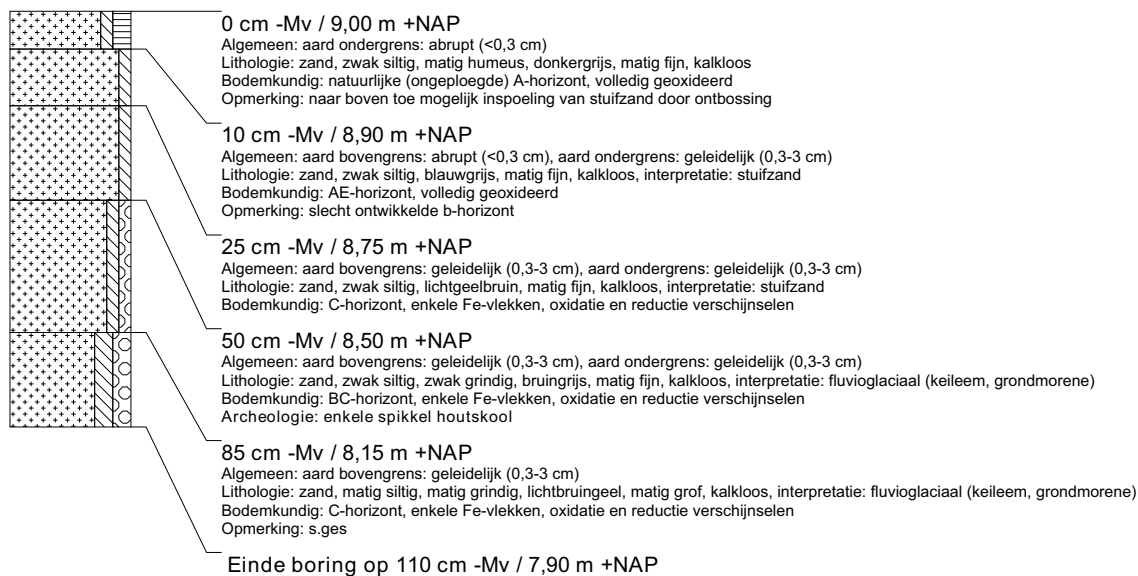 0 cm -Mv / 9,00 m +NAP
Algemeen: aard ondergrens: abrupt (<0,3 cm)
Lithologie: zand, zwak siltig, matig humeus, donkergrijs, matig fijn, kalkloos
Bodemkundig: natuurlijke (ongeploegde) A-horizont, volledig geoxideerd
Opmerking: naar boven toe mogelijk inspoeling van stuifzand door ontbossing
10 cm -Mv / 8,90 m +NAP
Algemeen: aard bovengrens: abrupt (<0,3 cm), aard ondergrens: geleidelijk (0,3-3 cm)
Lithologie: zand, zwak siltig, blauwgrijs, matig fijn, kalkloos, interpretatie: stuifzand
Bodemkundig: AE-horizont, volledig geoxideerd
Opmerking: slecht ontwikkelde b-horizont
25 cm -Mv / 8,75 m +NAP
Algemeen: aard bovengrens: geleidelijk (0,3-3 cm), aard ondergrens: geleidelijk (0,3-3 cm)
Lithologie: zand, zwak siltig, lichtgeelbruin, matig fijn, kalkloos, interpretatie: stuifzand
Bodemkundig: C-horizont, enkele Fe-vlekken, oxidatie en reductie verschijnselen
50 cm -Mv / 8,50 m +NAP
Algemeen: aard bovengrens: geleidelijk (0,3-3 cm), aard ondergrens: geleidelijk (0,3-3 cm)
Lithologie: zand, zwak siltig, zwak grindig, bruingrijs, matig fijn, kalkloos, interpretatie: fluvioglaciaal (keileem, grondmorene)
Bodemkundig: BC-horizont, enkele Fe-vlekken, oxidatie en reductie verschijnselen
Archeologie: enkele spikkel houtskool
85 cm -Mv / 8,15 m +NAP
Algemeen: aard bovengrens: geleidelijk (0,3-3 cm)
Lithologie: zand, matig siltig, matig grindig, lichtbruingeel, matig grof, kalkloos, interpretatie: fluvioglaciaal (keileem, grondmorene)
Bodemkundig: C-horizont, enkele Fe-vlekken, oxidatie en reductie verschijnselen
Opmerking: s.ges
Einde boring op 110 cm -Mv / 7,90 m +NAP